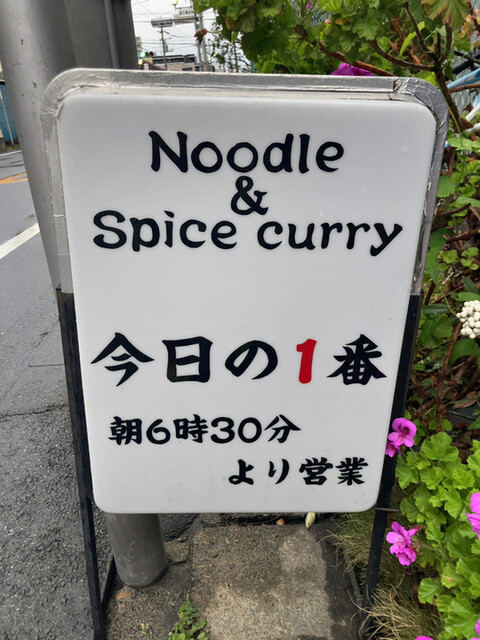 Noodle
&
Spice curry
今日の1番
朝6時30分
より営業